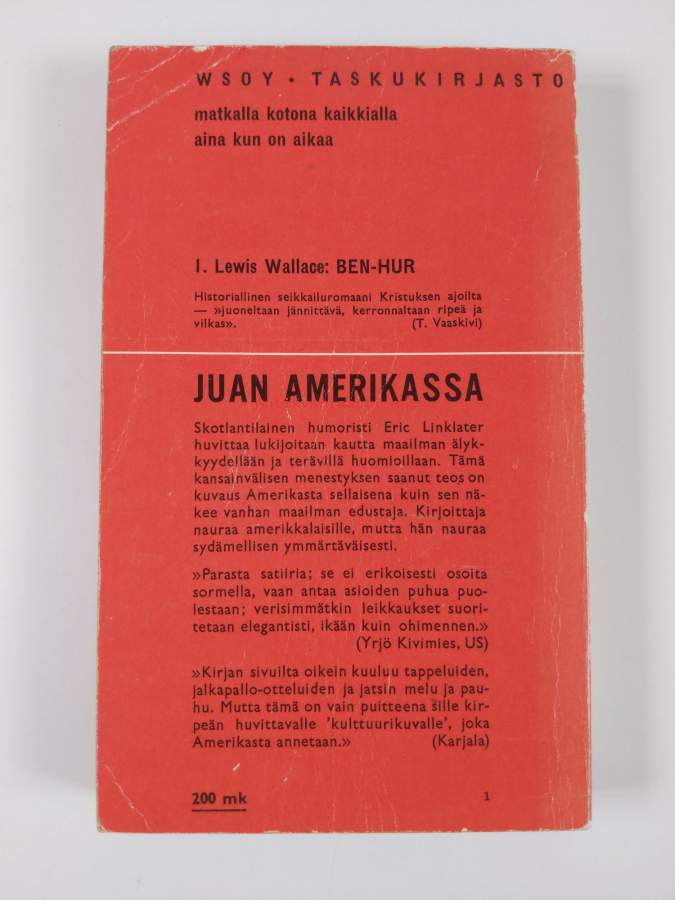 WSOY • TASKUKIRJASTO
matkalla kotona kaikkialla
aina kun on aikaa
1. Lewis Wallace: BEN-HUR
Historiallinen seikkailuromaani Kristuksen ajoilta
— »juoneltaan jännittävä, kerronnaltaan ripeä ja
vilkas». (T. Vaaskivi)
JUAN AMERIKASSA
Skotlantilainen humoristi Eric Linklater
huvittaa lukijoitaan kautta maailman älyk-
kyydellään ja terävillä huomioillaan. Tämä
kansainvälisen menestyksen saanut teos on
kuvaus Amerikasta sellaisena kuin sen nä-
kee vanhan maailman edustaja. Kirjoittaja
nauraa amerikkalaisille, mutta hän nauraa
sydämellisen ymmärtäväisesti.
»Parasta satiiria; se ei erikoisesti osoita
sormella, vaan antaa asioiden puhua puo-
lestaan; verisimmätkin leikkaukset suori-
tetaan elegantisti, ikään kuin ohimennen.»
(Yrjö Kivimies, US)
»Kirjan sivuilta oikein kuuluu tappeluiden,
jalkapallo-otteluiden ja jatsin melu ja pau-
hu. Mutta tämä on vain puitteena sille kir-
peän huvittavalle 'kulttuurikuvalle', joka
Amerikasta annetaan.» (Karjala)
200 mk 1